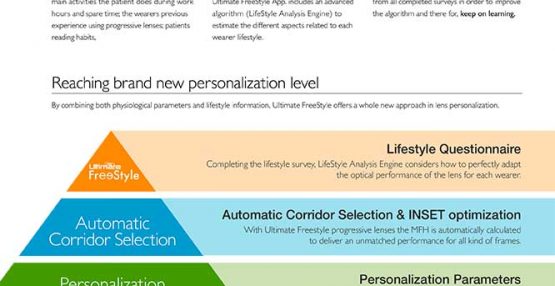 main activities the patient does during work
hours and spare time; the wearers previous
experience using progressive lenses; patients
reading habits,
Ultimate FreeStyle App. includes an advanced
algorithm (LifeStyle Analysis Engine) to
estimate the different aspects related to each
wearer lifestyle.
from all completed surveys in order to improve
the algorithm and there for, keep on learning.
Reaching brand new personalization level
By combining both physiological parameters and lifestyle information, Ultimate FreeStyle offers a whole new approach in lens personalization.
Ultimate
FreeStyle
Lifestyle Questionnaire
Completing the lifestyle survey, LifeStyle Analysis Engine considers how to perfectly adapt
the optical performance of the lens for each wearer.
Automatic
Corridor Selection
Automatic Corridor Selection & INSET optimization
With Ultimate Freestyle progressive lenses the MFH is automatically calculated
to deliver an unmatched performance for all kind of frames.
Personalization
Personalization Parameters